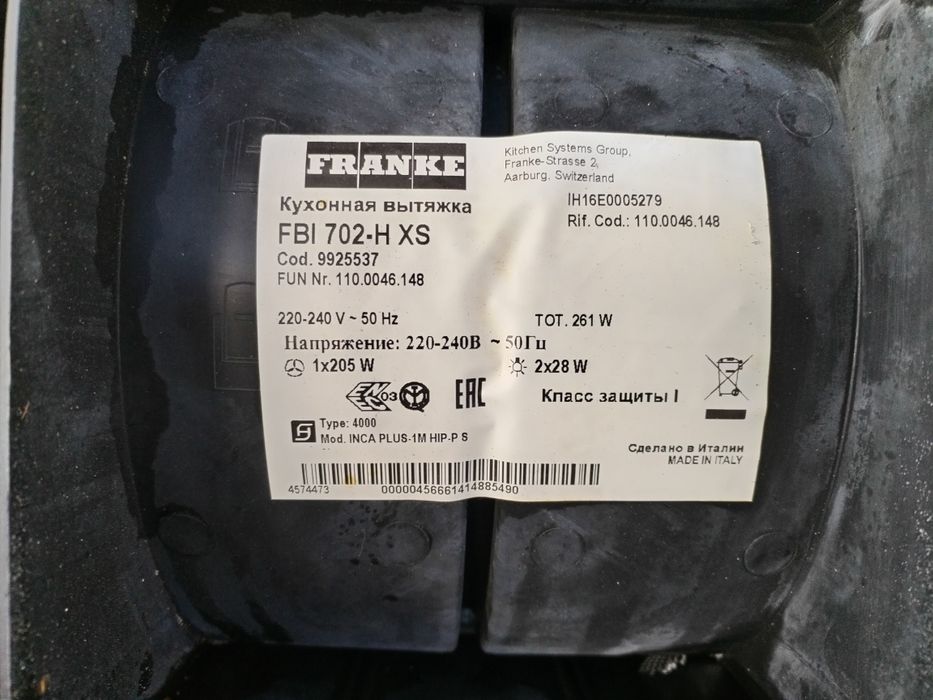 FRANKE
Kitchen Systems Group,
Franke-Strasse 2,
Aarburg. Switzerland
Кухонная вытяжка
IH16E0005279
FBI 702-H XS
Rif. Cod.: 110.0046.148
Cod. 9925537
FUN Nr. 110.0046.148
220-240 V ~ 50 Hz
TOT. 261 W
Напряжение: 220-240В ~ 50Гц
1x205 W
2x28 W
03
EAC
Класс защиты I
Type: 4000
Mod. INCA PLUS-1M HIP-P S
Сделано в Италии
MADE IN ITALY
4574473
00000456661414885490